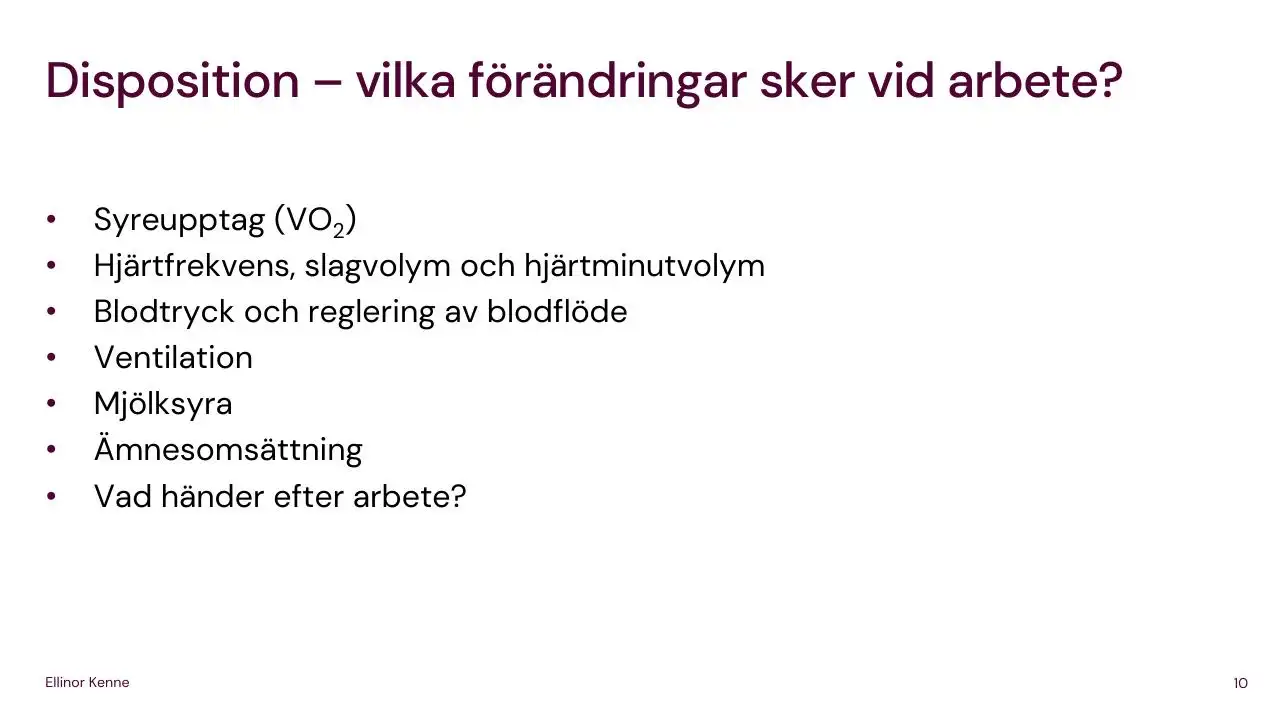 Disposition – vilka förändringar sker vid arbete?
• Syreupptag (VO₂)
• Hjärtfrekvens, slagvolym och hjärtminutvolym
• Blodtryck och reglering av blodflöde
• Ventilation
• Mjölksyra
• Ämnesomsättning
• Vad händer efter arbete?
Ellinor Kenne
10